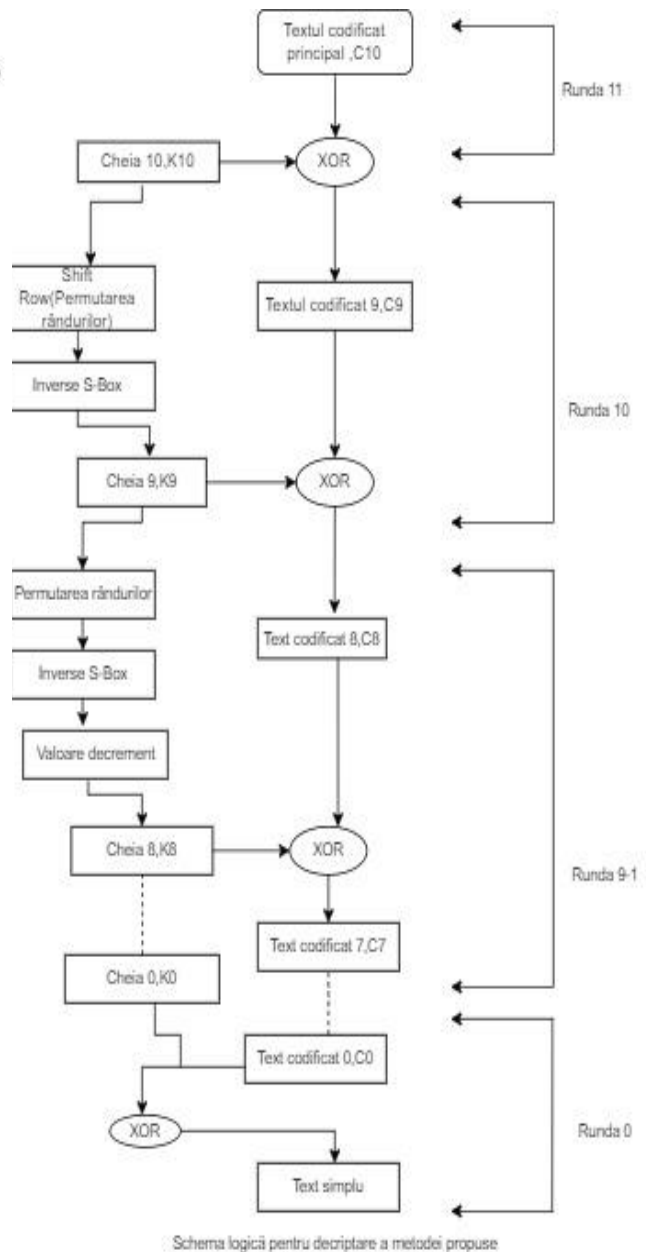 Textul codificat
principal ,C10
Runda 11
Cheia 10,K10
XOR
Shift
Row(Permutarea
rândurilor)
Textul codificat 9,C9
Inverse S-Box
Runda 10
Cheia 9,K9
XOR
Permutarea rândurilor
Text codificat 8,C8
Inverse S-Box
Valoare decrement
Cheia 8,K8
XOR
Runda 9-1
Text codificat 7,C7
Cheia 0,K0
Text codificat 0,C0
XOR
Runda 0
Text simplu
Schema logică pentru decriptare a metodei propuse